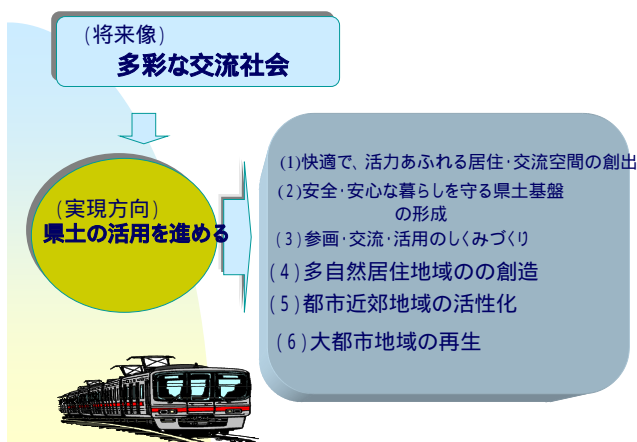 (将来像)
多彩な交流社会
(実現方向)
県土の活用を進める
(1)快適で、活力あふれる居住・交流空間の創出
(2)安全・安心な暮らしを守る県土基盤
の形成
(3)参画・交流・活用のしくみづくり
(4)多自然居住地域のの創造
(5)都市近郊地域の活性化
(6)大都市地域の再生